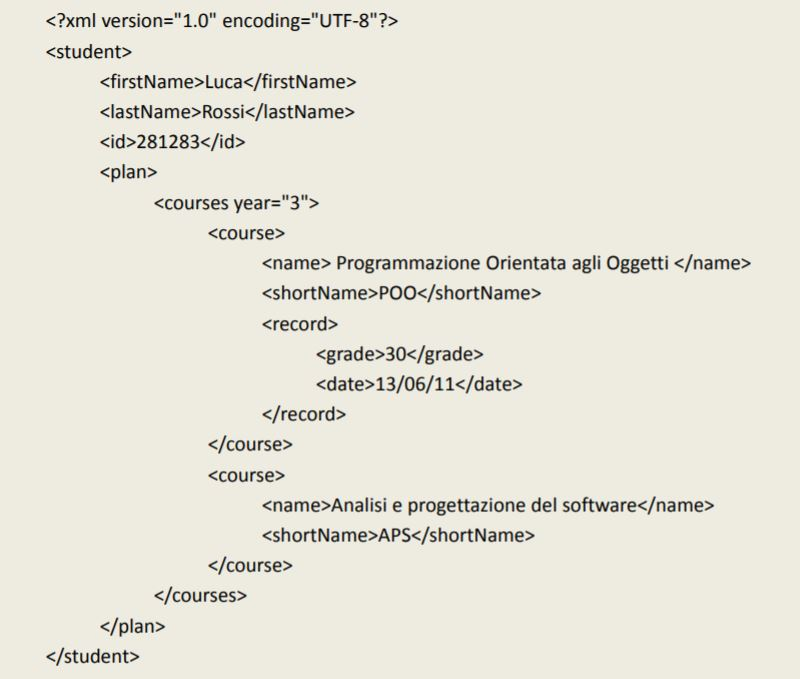 <?xml version="1.0" encoding="UTF-8"?>
<student>
<firstName>Luca</firstName>
<lastName>Rossi</lastName>
<id>281283</id>
<plan>
<courses year="3">
<course>
<name> Programmazione Orientata agli Oggetti </name>
<shortName>POO</shortName>
<record>
<grade>30</grade>
<date>13/06/11</date>
</record>
</course>
<course>
<name>Analisi e progettazione del software</name>
<shortName>APS</shortName>
</course>
</courses>
</plan>
</student>